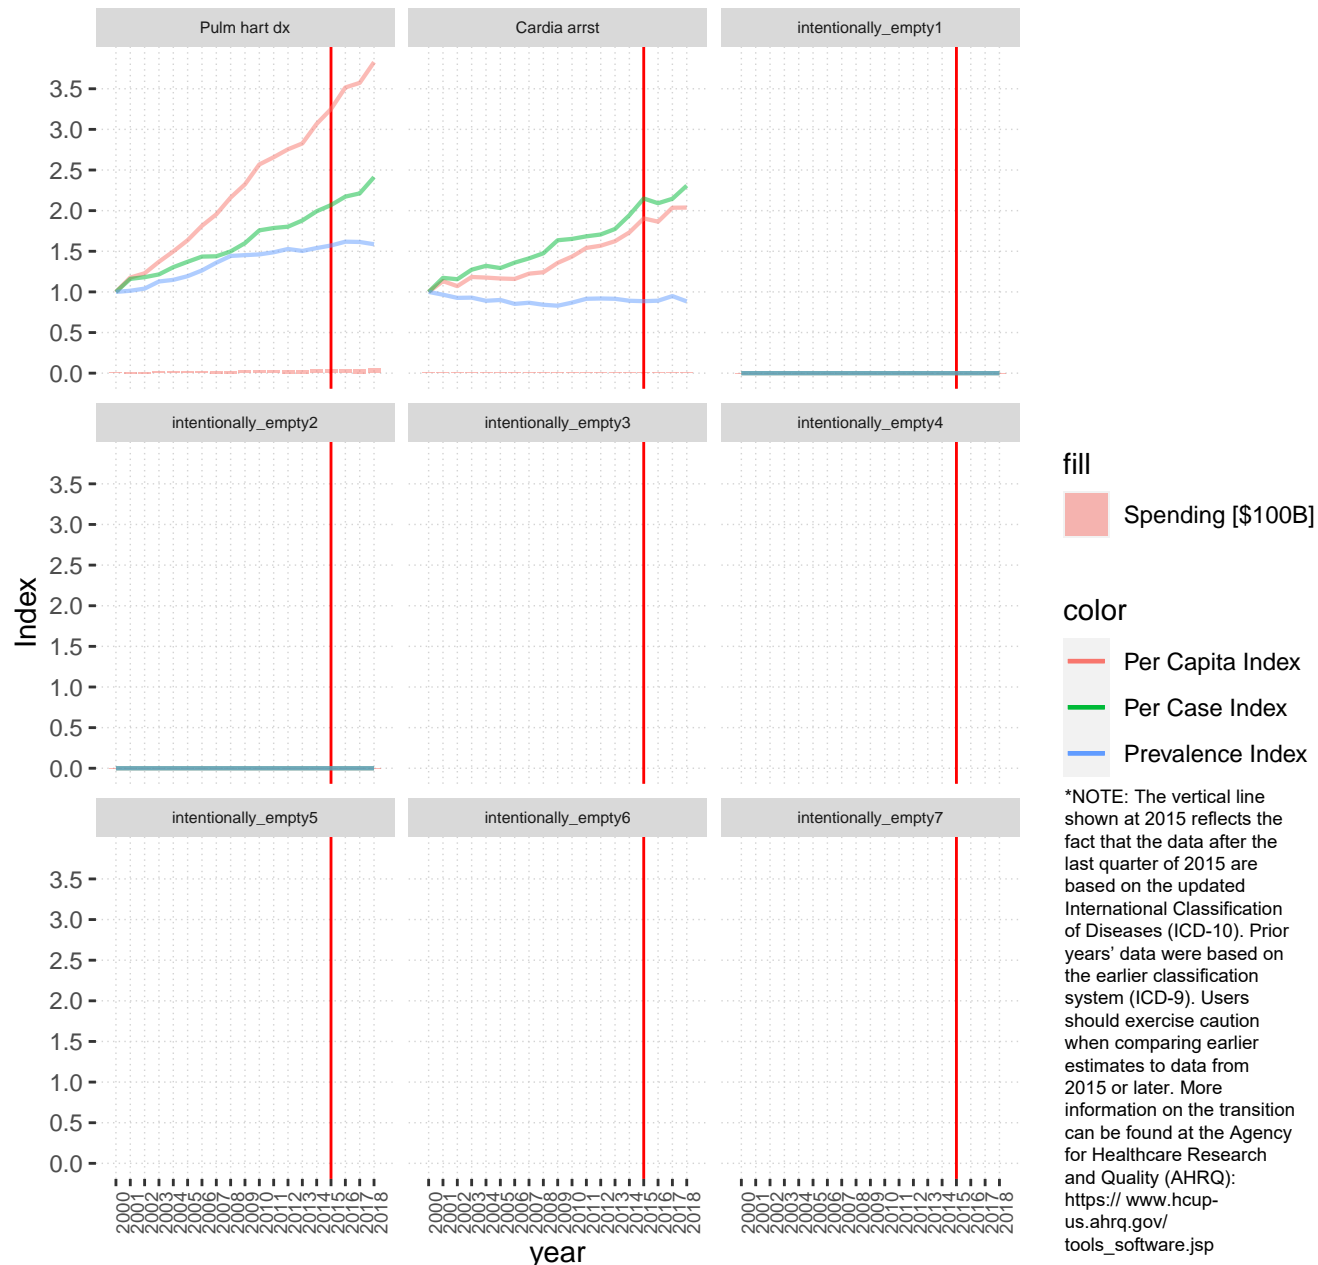 Pulm hart dx
Cardia arrst
intentionally_empty1
3.5
3.0
2.5
2.0
1.5
1.0
0.5
0.0
intentionally_empty2
intentionally_empty3
intentionally_empty4
3.5
3.0
2.5
2.0
1.5
1.0
0.5
0.0
Index
intentionally_empty5
intentionally_empty6
intentionally_empty7
3.5
3.0
2.5
2.0
1.5
1.0
0.5
0.0
2000
2001
2002
2003
2004
2005
2006
2007
2008
2009
2010
2011
2012
2013
2014
2015
2016
2017
2018
2000
2001
2002
2003
2004
2005
2006
2007
2008
2009
2010
2011
2012
2013
2014
2015
2016
2017
2018
2000
2001
2002
2003
2004
2005
2006
2007
2008
2009
2010
2011
2012
2013
2014
2015
2016
2017
2018
year
fill
Spending [$100B]
color
Per Capita Index
Per Case Index
Prevalence Index
*NOTE: The vertical line
shown at 2015 reflects the
fact that the data after the
last quarter of 2015 are
based on the updated
International Classification
of Diseases (ICD-10). Prior
years’ data were based on
the earlier classification
system (ICD-9). Users
should exercise caution
when comparing earlier
estimates to data from
2015 or later. More
information on the transition
can be found at the Agency
for Healthcare Research
and Quality (AHRQ):
https:// www.hcup-
us.ahrq.gov/
tools_software.jsp